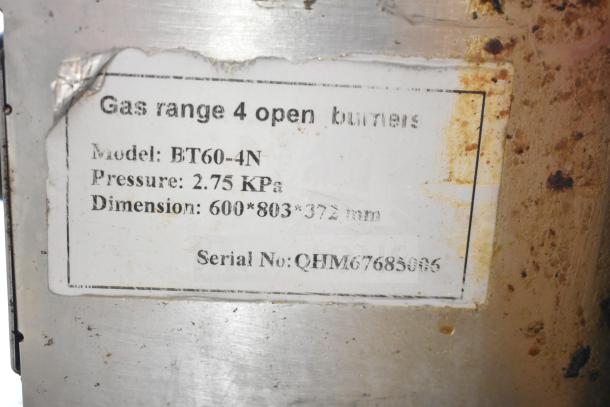 Gas range 4 open burners
Model: BT60-4N
Pressure: 2.75 KPa
Dimension: 600*803*372 mm
Serial No:QHM67685006